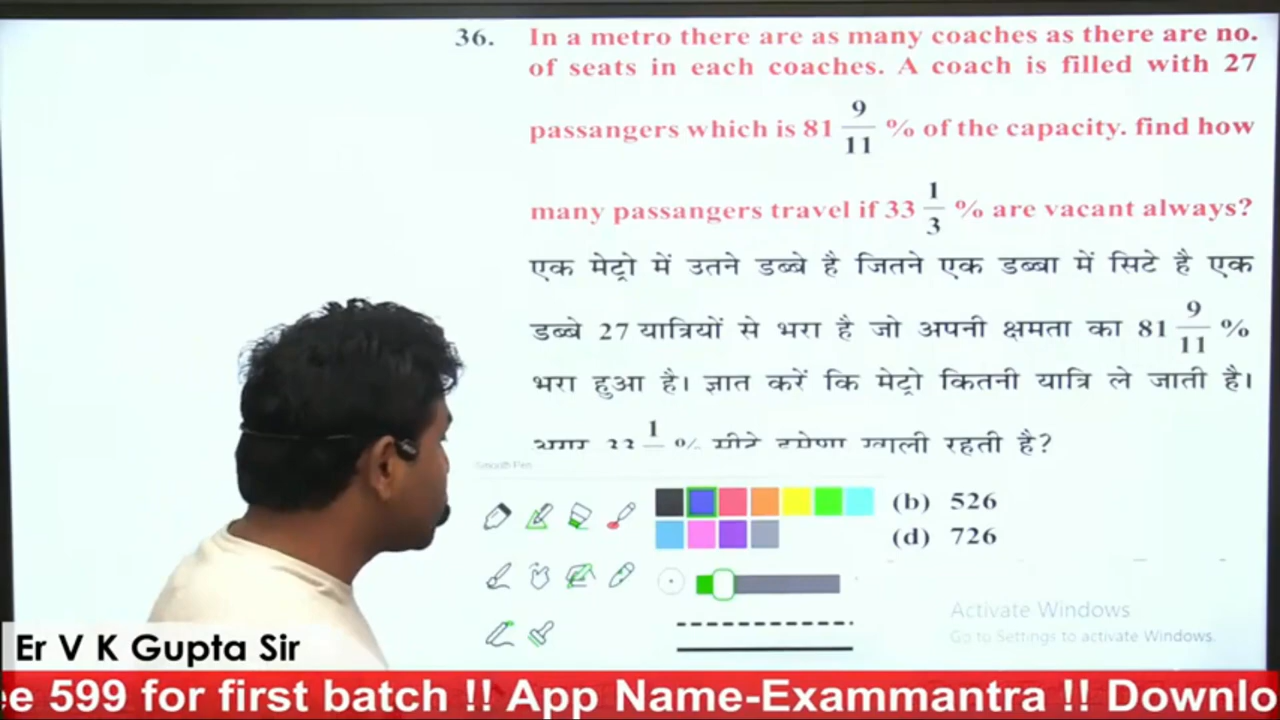 36. In a metro there are as many coaches as there are no.
of seats in each coaches. A coach is filled with 27
passangers which is 81 9/11 % of the capacity. find how
many passangers travel if 33 1/3 % are vacant always?
एक मेट्रो में उतने डब्बे है जितने एक डब्बा में सिटे है एक
डब्बे 27 यात्रियों से भरा है जो अपनी क्षमता का 81 9/11 %
भरा हुआ है। ज्ञात करें कि मेट्रो कितनी यात्रि ले जाती है।
रहती है?
Smooth Pen
(b) 526
(d) 726
Activate Windows
Go to Settings to activate Windows.
Er V K Gupta Sir
ee 599 for first batch !! App Name-Exammantra !! Downlo